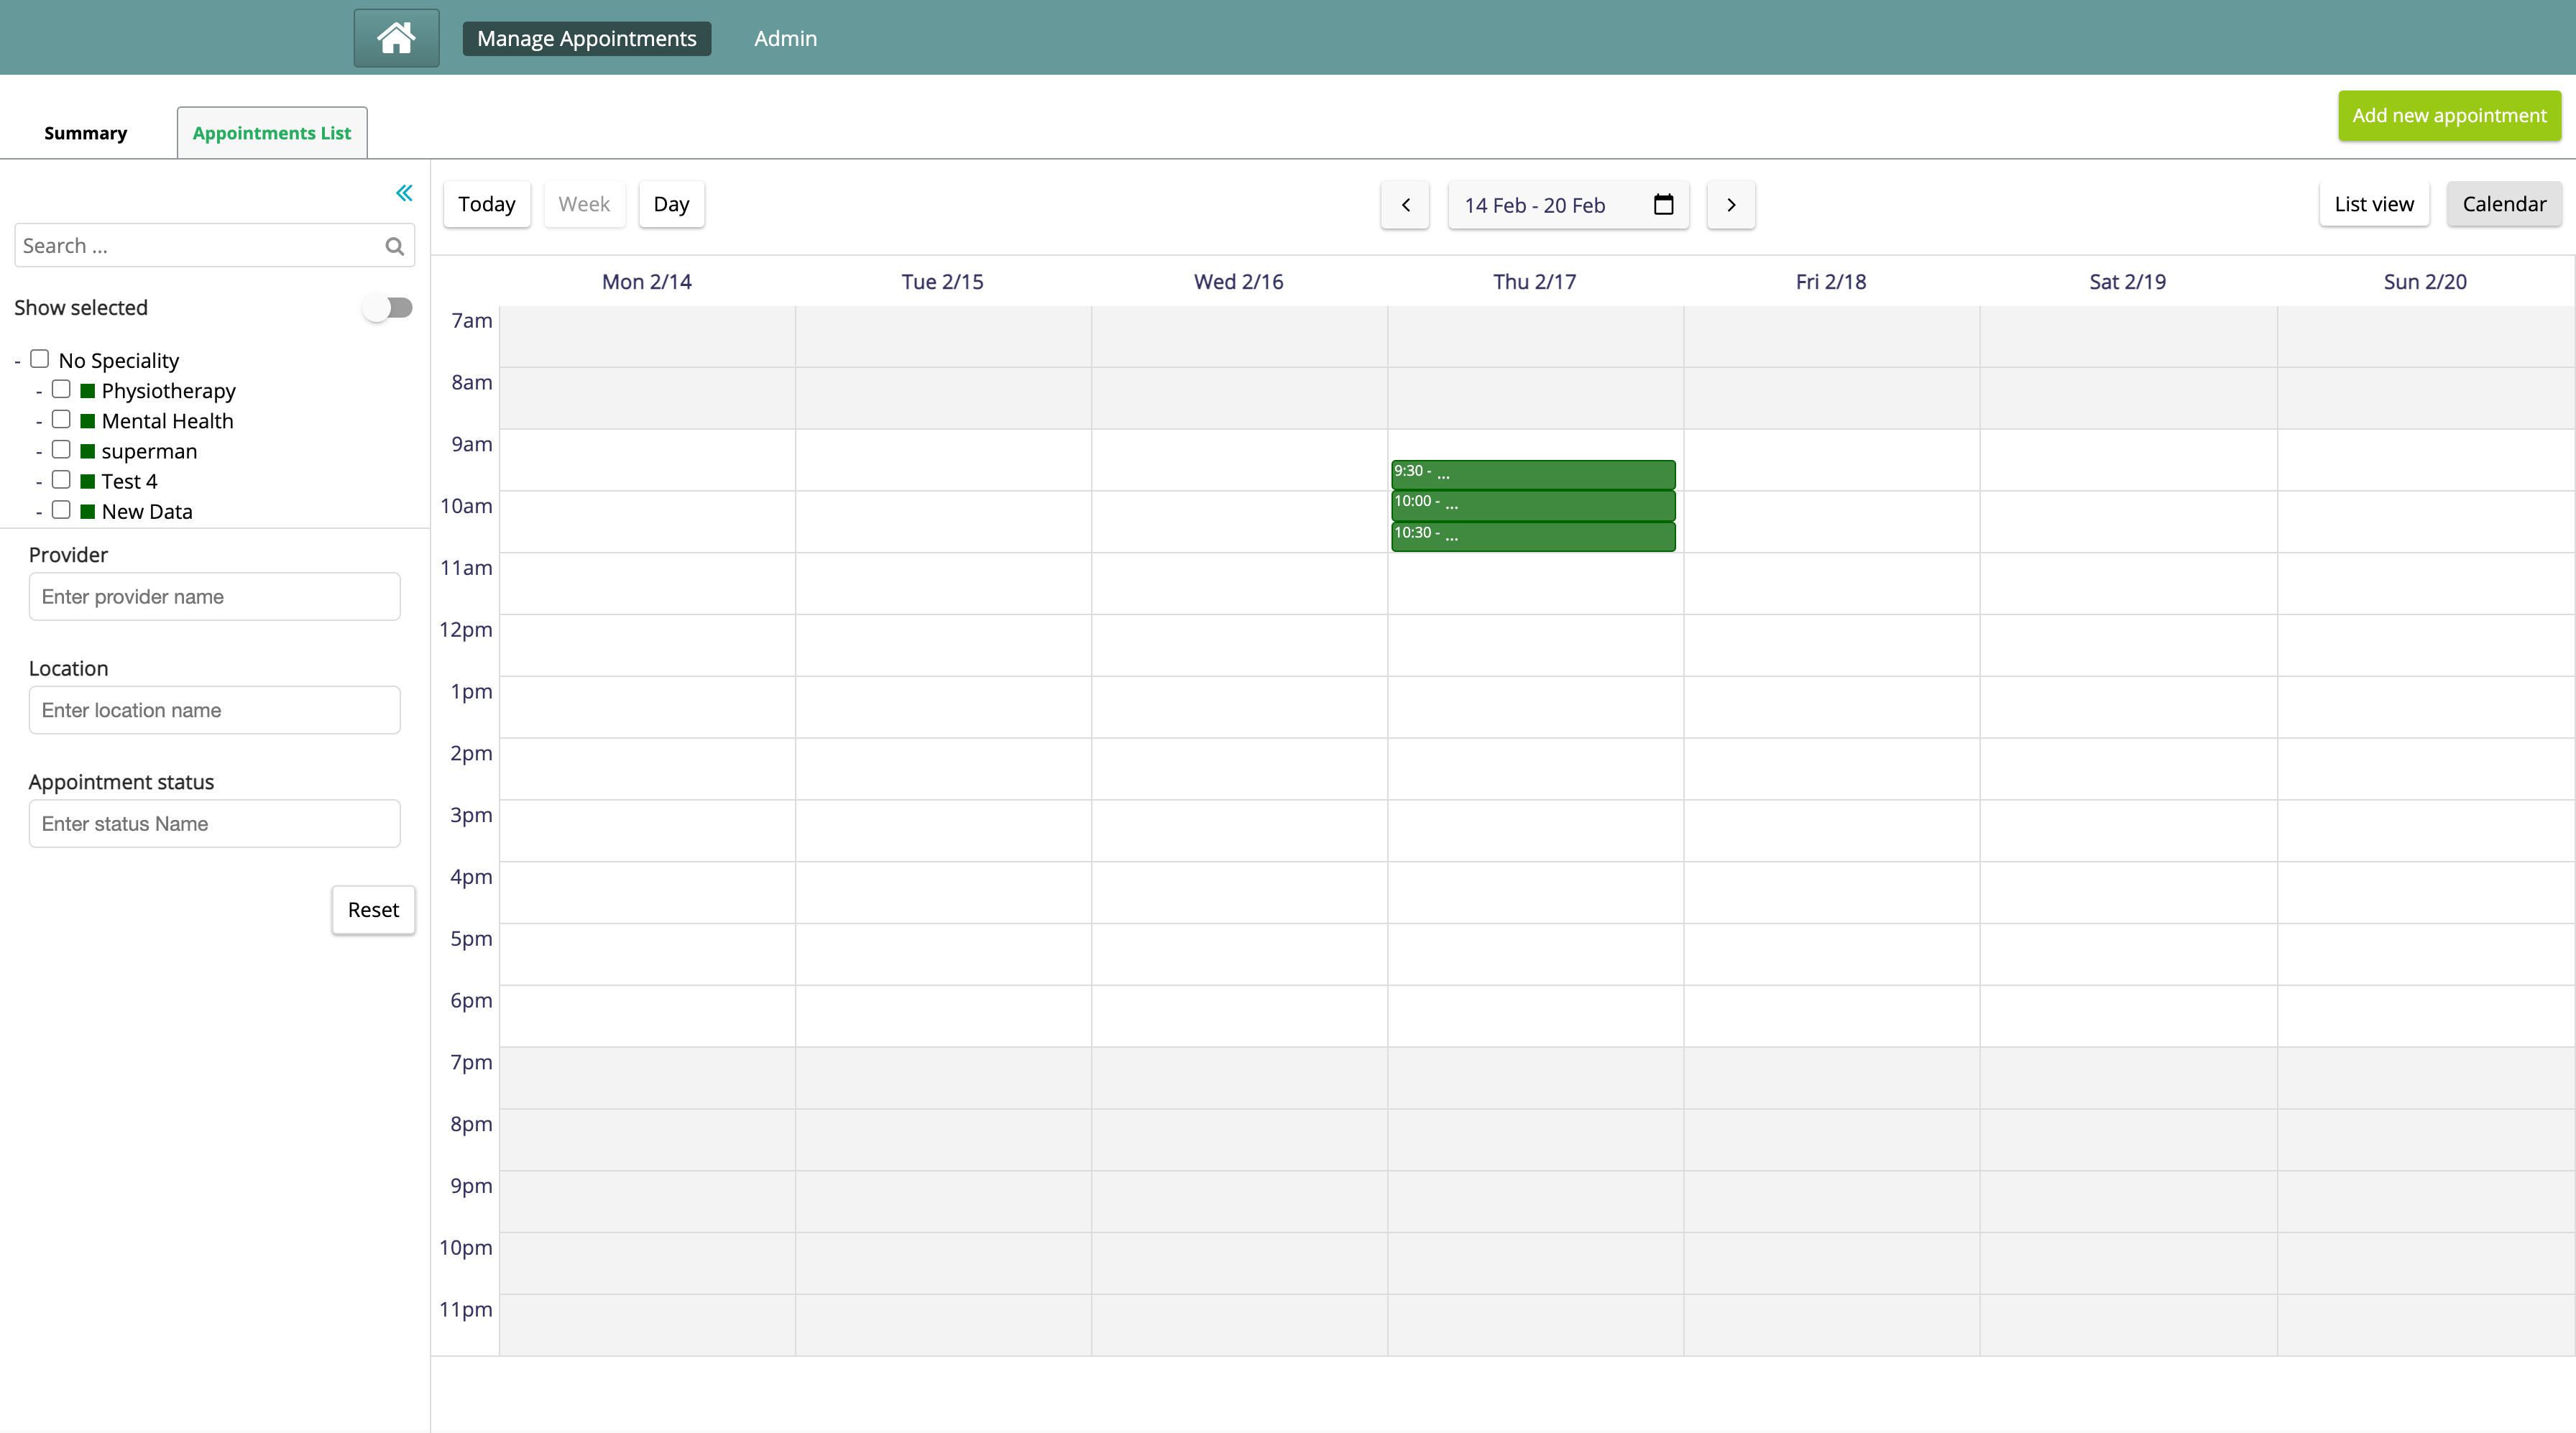 Manage Appointments Admin
Summary Appointments List Add new appointment
Today Week Day 14 Feb - 20 Feb List view Calendar
Search ...
Show selected
- No Speciality
- Physiotherapy
- Mental Health
- superman
- Test 4
- New Data
Provider
Enter provider name
Location
Enter location name
Appointment status
Enter status Name
Reset
Mon 2/14 Tue 2/15 Wed 2/16 Thu 2/17 Fri 2/18 Sat 2/19 Sun 2/20
7am
8am
9am
9:30 - ...
10am 10:00 - ...
10:30 - ...
11am
12pm
1pm
2pm
3pm
4pm
5pm
6pm
7pm
8pm
9pm
10pm
11pm